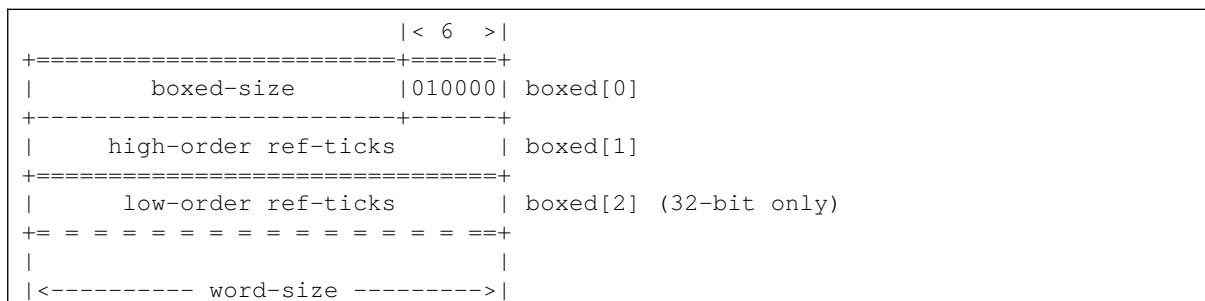 |< 6  >|
+=========================+======+
|        boxed-size       |010000| boxed[0]
+-------------------------+------+
|     high-order ref-ticks       | boxed[1]
+================================+
|      low-order ref-ticks       | boxed[2] (32-bit only)
+= = = = = = = = = = = = = = = ==+
|                                |
|<---------- word-size --------->|